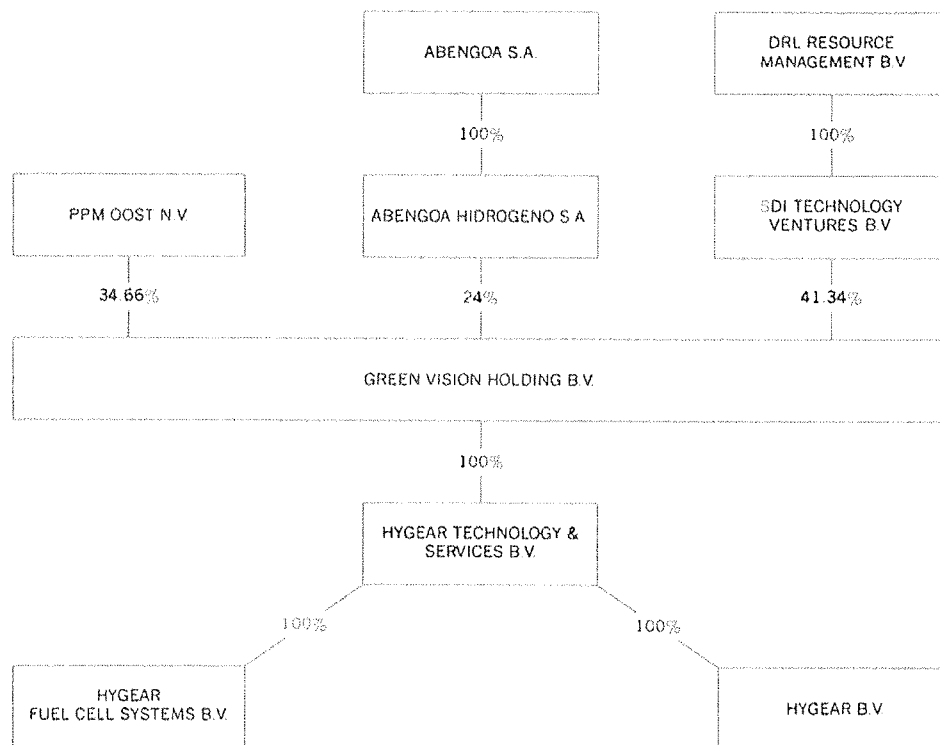 ABENGOA S.A.
DRL RESOURCE
MANAGEMENT B.V
100%
100%
PPM OOST N.V.
ABENGOA HIDROGENO S.A
SDI TECHNOLOGY
VENTURES B.V
34.66%
24%
41.34%
GREEN VISION HOLDING B.V.
100%
HYGEAR TECHNOLOGY &
SERVICES B.V.
100%
100%
HYGEAR
FUEL CELL SYSTEMS B.V.
HYGEAR B.V.